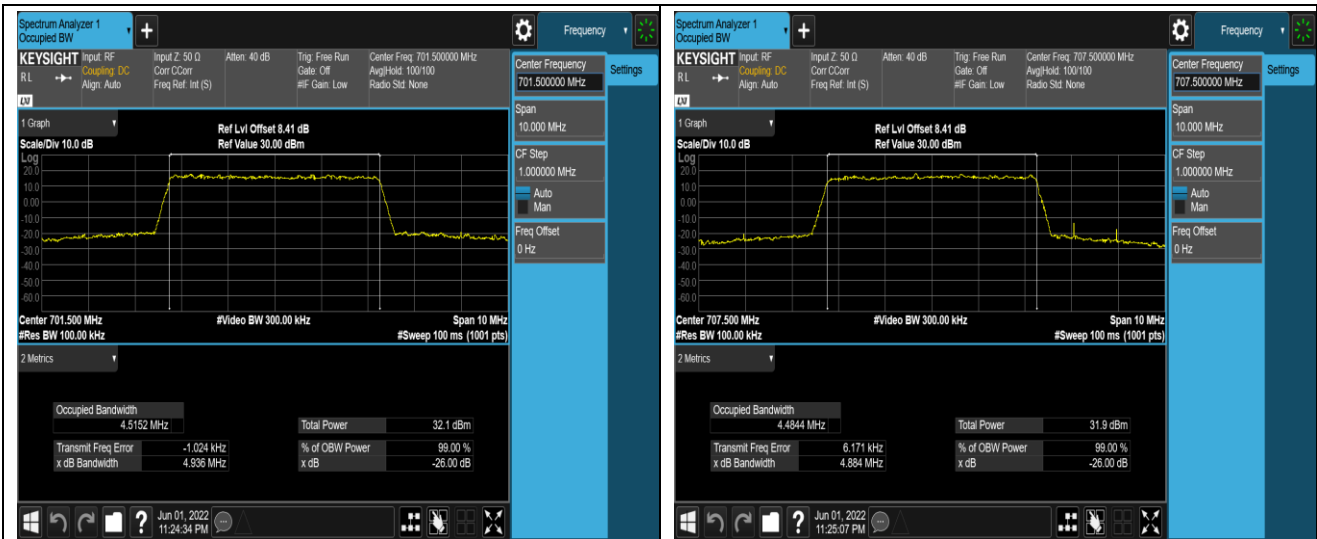 Spectrum Analyzer 1
Occupied BW
+
Frequency
KEYSIGHT
R L
LXI
Input: RF
Coupling: DC
Align: Auto
Input Z: 50 Ω
Corr CCorr
Freq Ref: Int (S)
Atten: 40 dB
Trig: Free Run
Gate: Off
#IF Gain: Low
Center Freq: 701.500000 MHz
Avg|Hold: 100/100
Radio Std: None
Center Frequency
701.500000 MHz
Settings
Span
10.000 MHz
CF Step
1.000000 MHz
Auto
Man
Freq Offset
0 Hz
1 Graph
Scale/Div 10.0 dB
Ref Lvl Offset 8.41 dB
Ref Value 30.00 dBm
Log
20.0
10.0
0.00
-10.0
-20.0
-30.0
-40.0
-50.0
-60.0
Center 701.500 MHz
#Video BW 300.00 kHz
Span 10 MHz
#Res BW 100.00 kHz
#Sweep 100 ms (1001 pts)
2 Metrics
Occupied Bandwidth
4.5152 MHz
Total Power 32.1 dBm
Transmit Freq Error -1.024 kHz
% of OBW Power 99.00 %
x dB Bandwidth 4.936 MHz
x dB -26.00 dB
?
Jun 01, 2022
11:24:34 PM
Spectrum Analyzer 1
Occupied BW
+
Frequency
KEYSIGHT
R L
LXI
Input: RF
Coupling: DC
Align: Auto
Input Z: 50 Ω
Corr CCorr
Freq Ref: Int (S)
Atten: 40 dB
Trig: Free Run
Gate: Off
#IF Gain: Low
Center Freq: 707.500000 MHz
Avg|Hold: 100/100
Radio Std: None
Center Frequency
707.500000 MHz
Settings
Span
10.000 MHz
CF Step
1.000000 MHz
Auto
Man
Freq Offset
0 Hz
1 Graph
Scale/Div 10.0 dB
Ref Lvl Offset 8.41 dB
Ref Value 30.00 dBm
Log
20.0
10.0
0.00
-10.0
-20.0
-30.0
-40.0
-50.0
-60.0
Center 707.500 MHz
#Video BW 300.00 kHz
Span 10 MHz
#Res BW 100.00 kHz
#Sweep 100 ms (1001 pts)
2 Metrics
Occupied Bandwidth
4.4844 MHz
Total Power 31.9 dBm
Transmit Freq Error 6.171 kHz
% of OBW Power 99.00 %
x dB Bandwidth 4.884 MHz
x dB -26.00 dB
?
Jun 01, 2022
11:25:07 PM